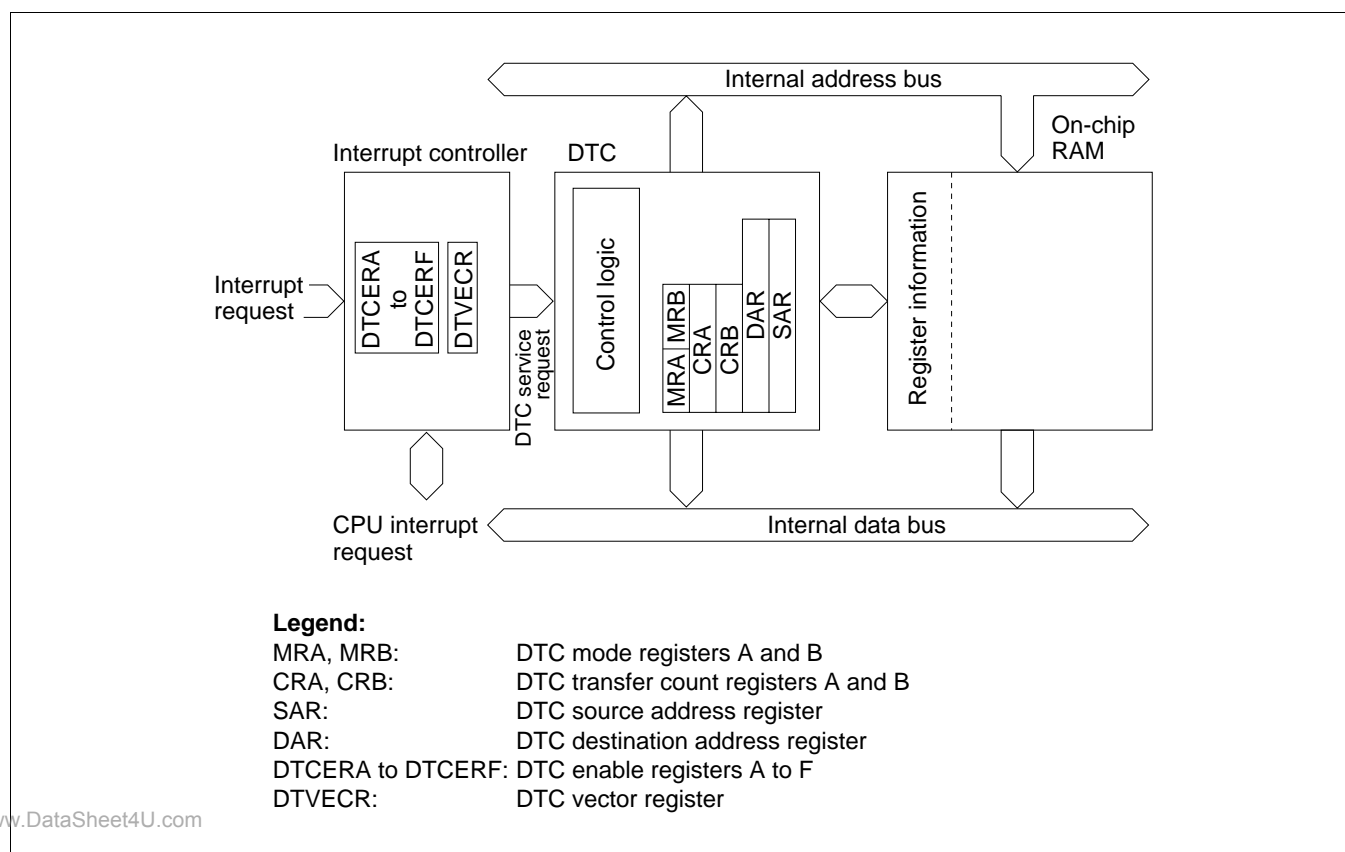 Internal address bus
On-chip
RAM
Interrupt controller
DTC
Interrupt
request
DTCERA
to
DTCERF
DTVECR
DTC service
request
Control logic
MRA
MRB
CRA
CRB
DAR
SAR
Register information
CPU interrupt
request
Internal data bus
Legend:
MRA, MRB: DTC mode registers A and B
CRA, CRB: DTC transfer count registers A and B
SAR: DTC source address register
DAR: DTC destination address register
DTCERA to DTCERF: DTC enable registers A to F
DTVECR: DTC vector register
w.DataSheet4U.com